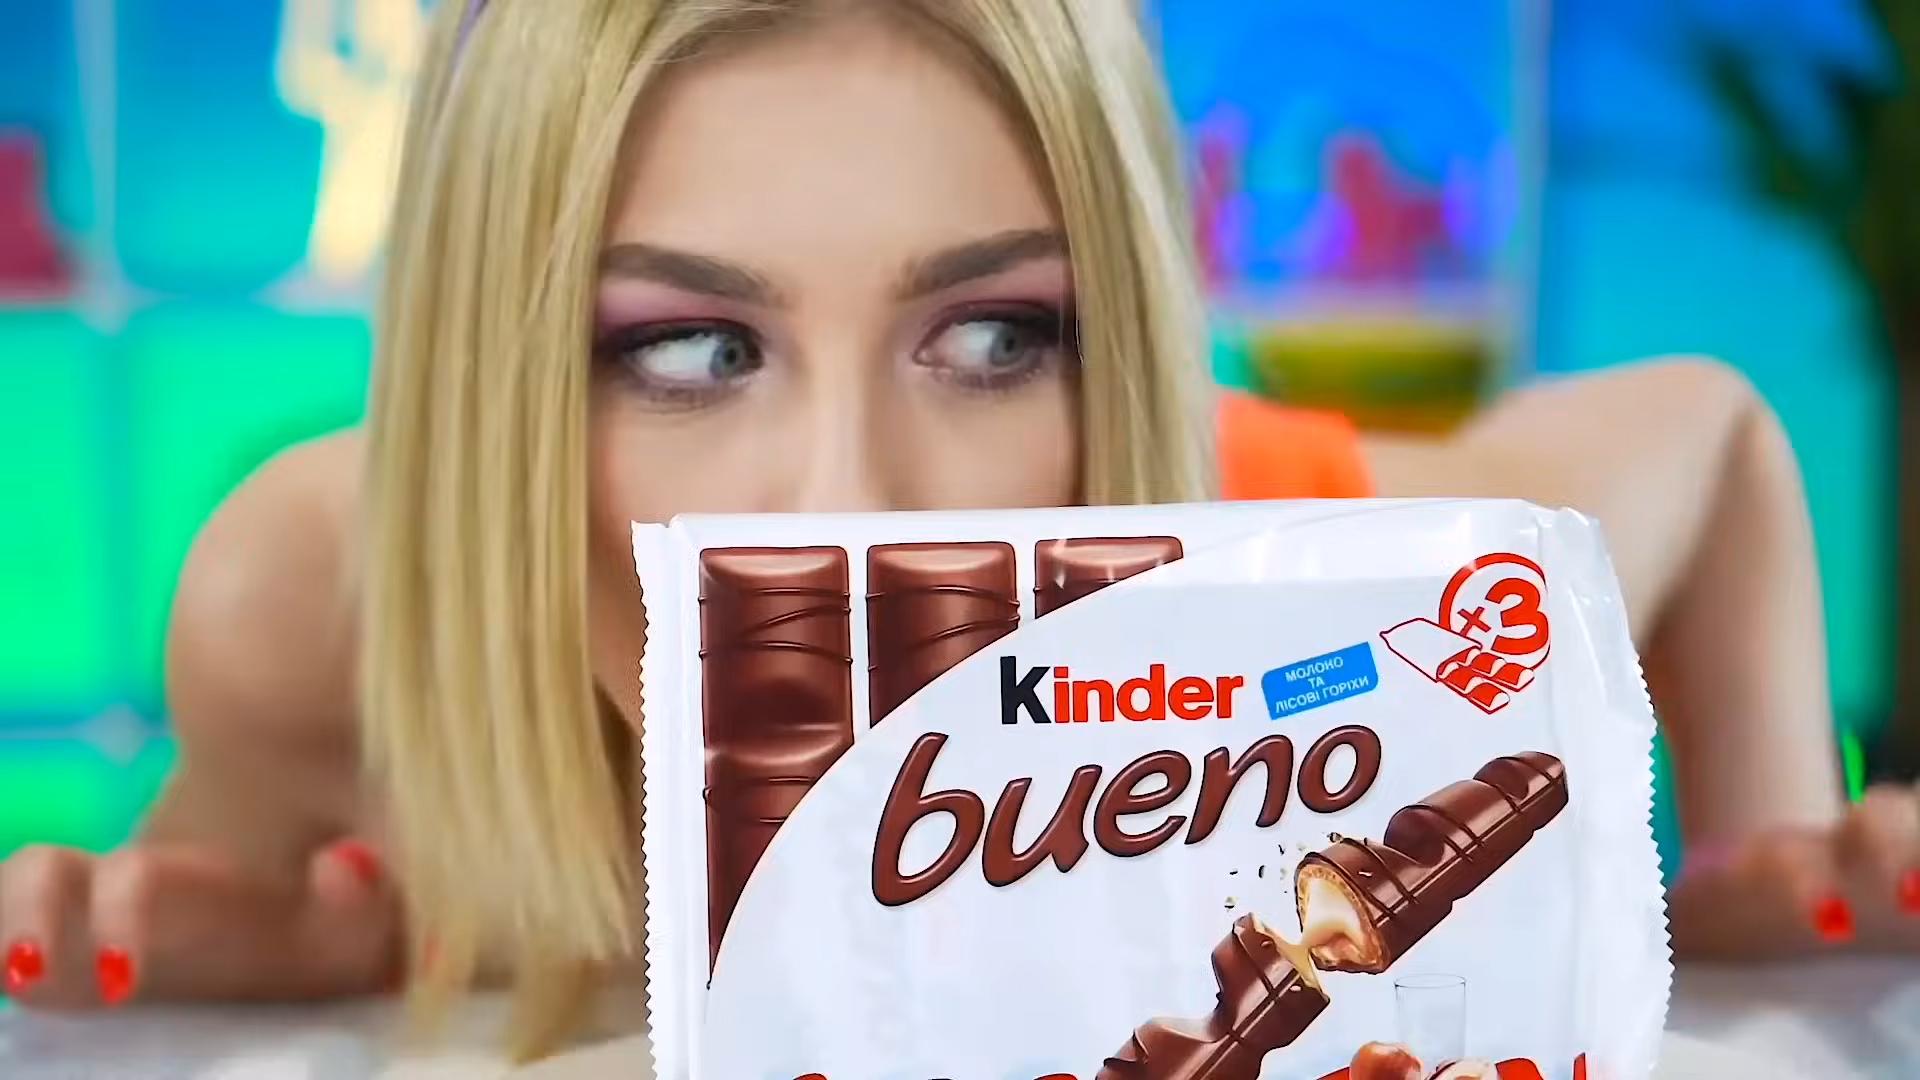 Kinder
bueno
МОЛОКО
ТА
ЛІСОВІ ГОРІХИ
×3